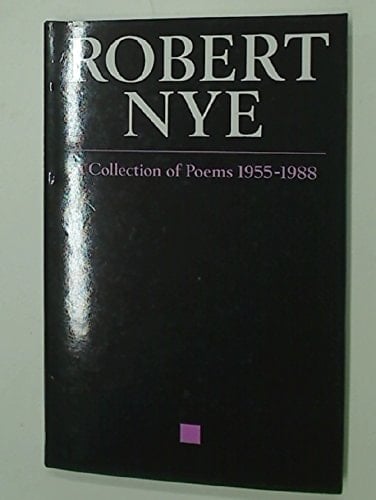 ROBERT
NYE
A Collection of Poems 1955-1988